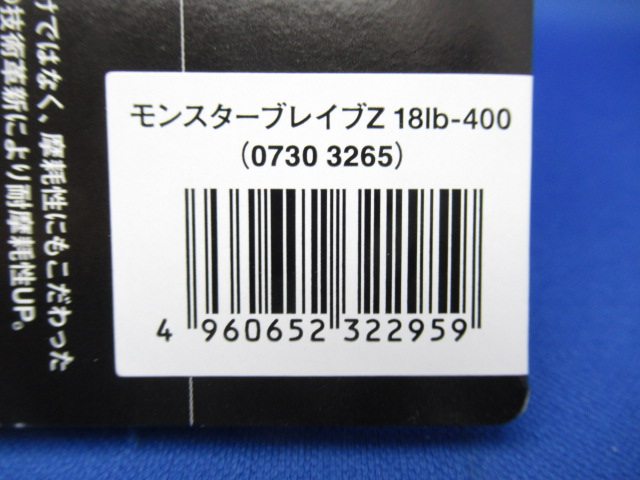 モンスターブレイブZ 18lb-400
(0730 3265)
4 960652 322959
けではなく、摩耗性にもこだわった
技術革新により耐摩耗性UP。